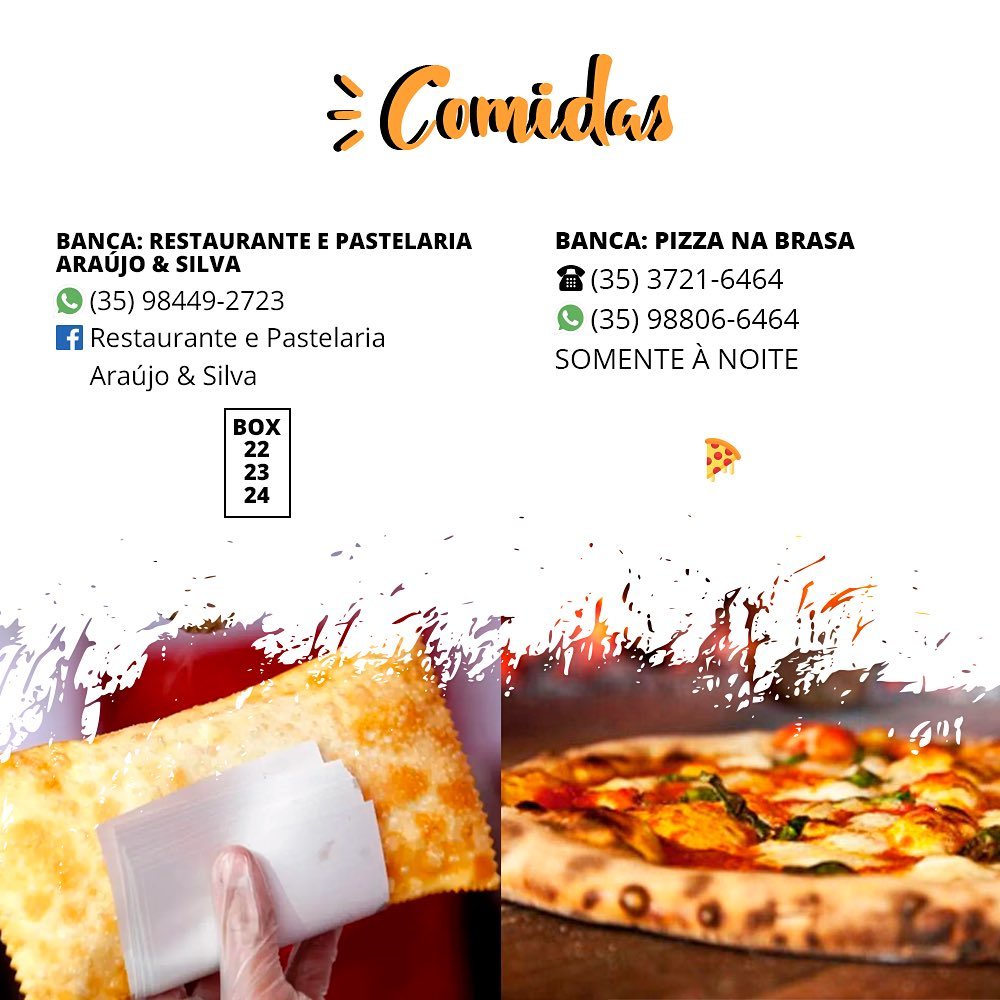 Comidas
BANCA: RESTAURANTE E PASTELARIA
ARAÚJO & SILVA
(35) 98449-2723
Restaurante e Pastelaria
Araújo & Silva
BOX
22
23
24
BANCA: PIZZA NA BRASA
(35) 3721-6464
(35) 98806-6464
SOMENTE À NOITE